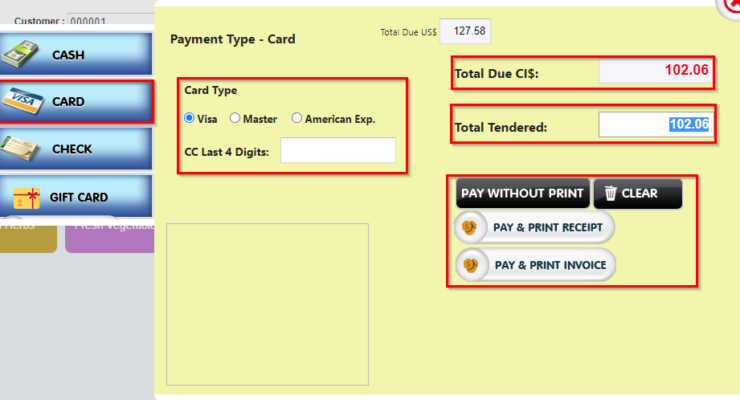 Customer : 000001
CASH
VISA
CARD
CHECK
GIFT CARD
Herbs
Fresh Vegetable
Payment Type - Card
Total Due US$ 127.58
Card Type
Visa Master American Exp.
CC Last 4 Digits:
Total Due CI$: 102.06
Total Tendered: 102.06
PAY WITHOUT PRINT CLEAR
PAY & PRINT RECEIPT
PAY & PRINT INVOICE